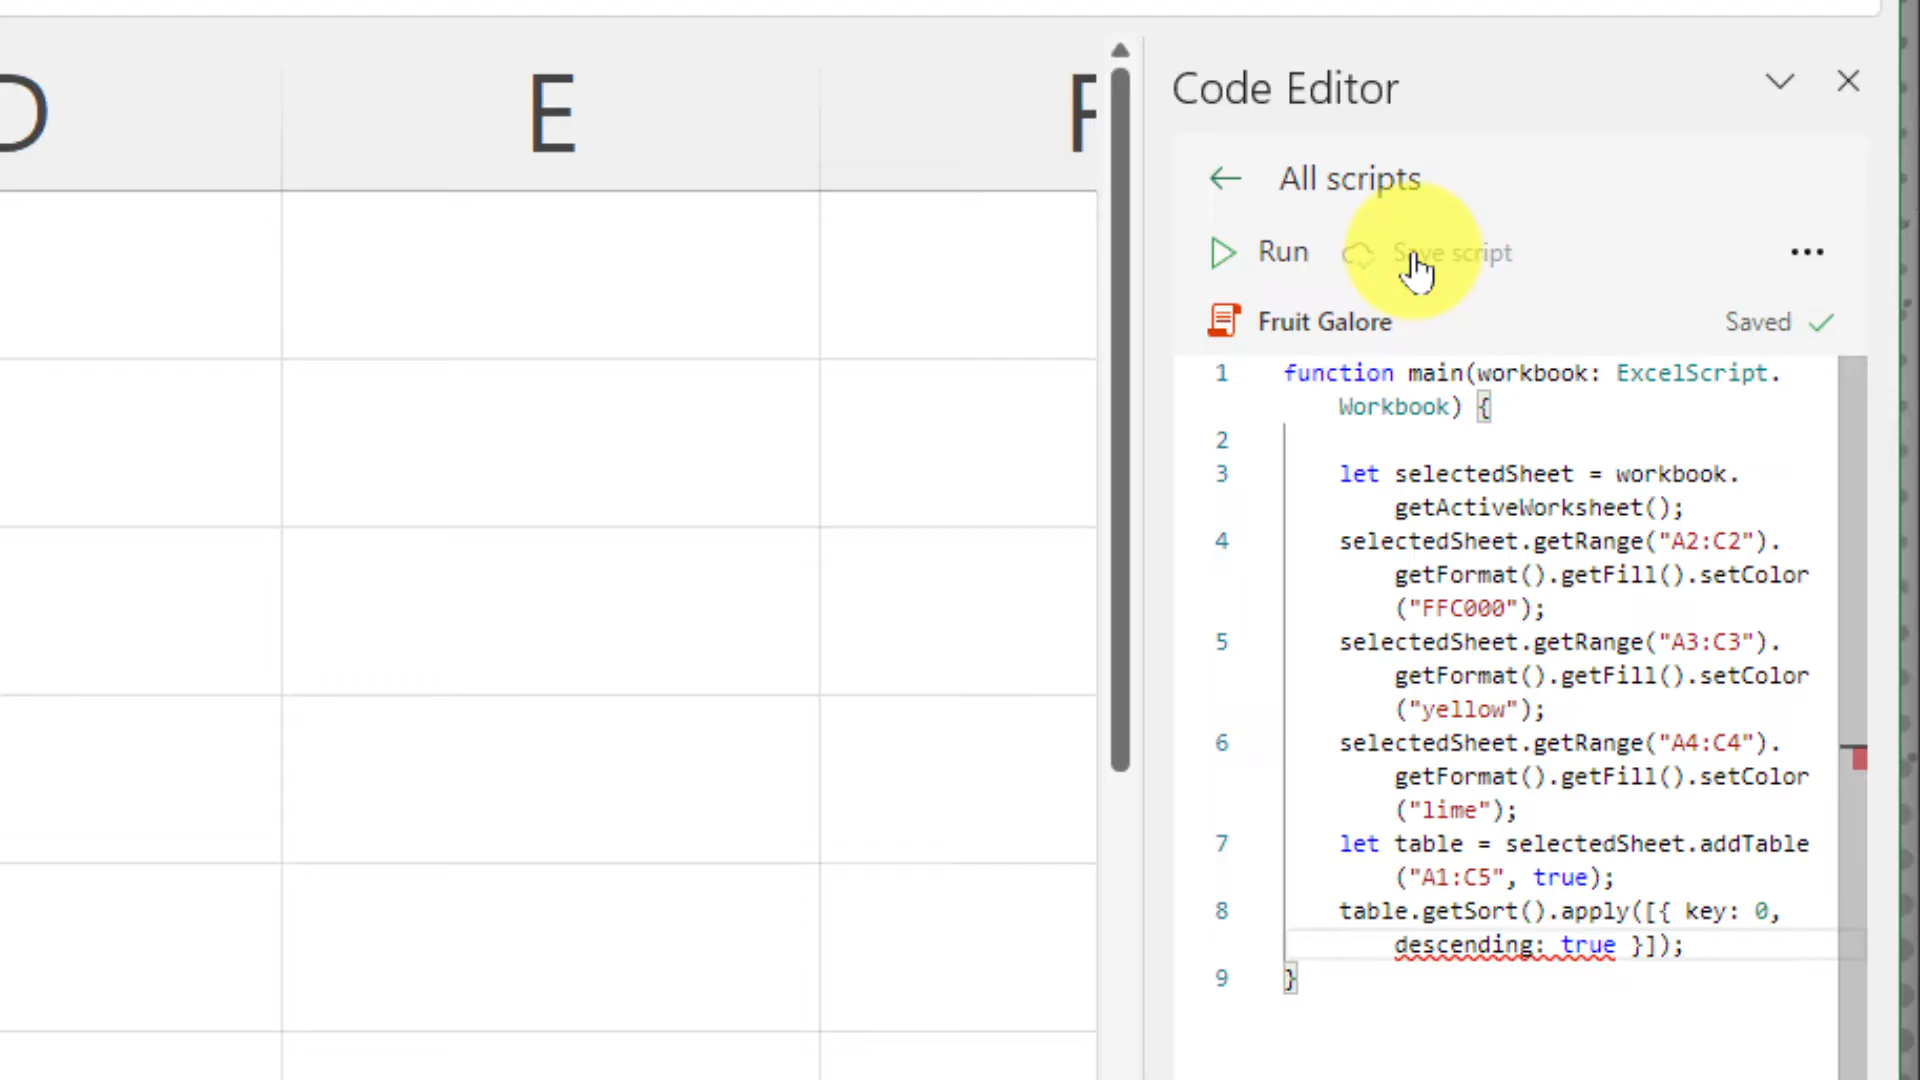 D
E
F
Code Editor
All scripts
Run
Save script
Fruit Galore
Saved
1 function main(workbook: ExcelScript.
Workbook) {
2
3 let selectedSheet = workbook.
getActiveWorksheet();
4 selectedSheet.getRange("A2:C2").
getFormat().getFill().setColor
("FFC000");
5 selectedSheet.getRange("A3:C3").
getFormat().getFill().setColor
("yellow");
6 selectedSheet.getRange("A4:C4").
getFormat().getFill().setColor
("lime");
7 let table = selectedSheet.addTable
("A1:C5", true);
8 table.getSort().apply([{ key: 0,
descending: true }]);
9 }